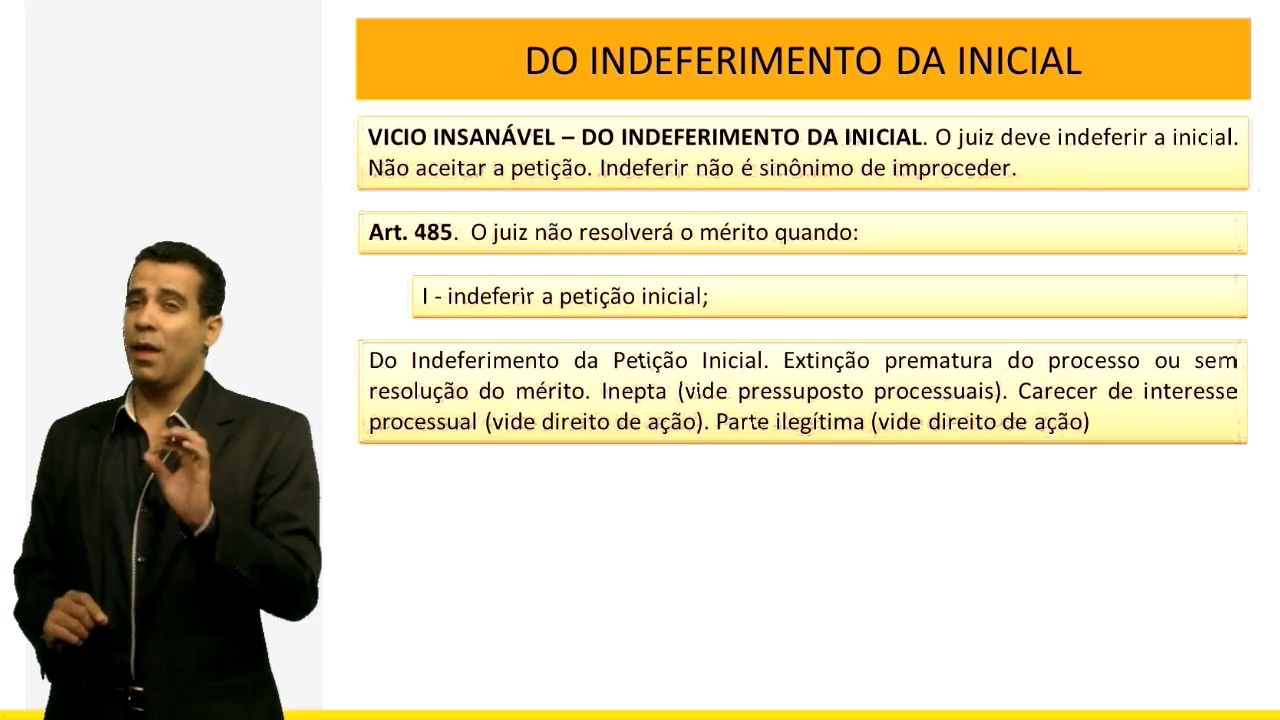 DO INDEFERIMENTO DA INICIAL
VICIO INSANÁVEL – DO INDEFERIMENTO DA INICIAL. O juiz deve indeferir a inicial.
Não aceitar a petição. Indeferir não é sinônimo de improceder.
Art. 485. O juiz não resolverá o mérito quando:
I - indeferir a petição inicial;
Do Indeferimento da Petição Inicial. Extinção prematura do processo ou sem
resolução do mérito. Inepta (vide pressuposto processuais). Carecer de interesse
processual (vide direito de ação). Parte ilegítima (vide direito de ação)